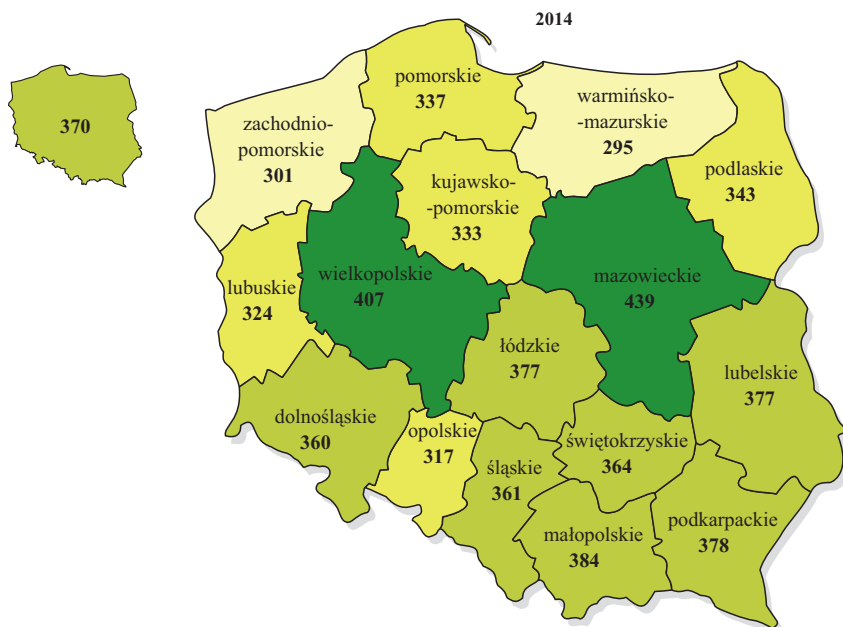 2014
370
pomorskie
337
warmińsko-
-mazurskie
295
zachodnio-
pomorskie
301
podlaskie
343
kujawsko-
-pomorskie
333
wielkopolskie
407
mazowieckie
439
lubuskie
324
łódzkie
377
lubelskie
377
dolnośląskie
360
opolskie
317
świętokrzyskie
364
śląskie
361
podkarpackie
378
małopolskie
384